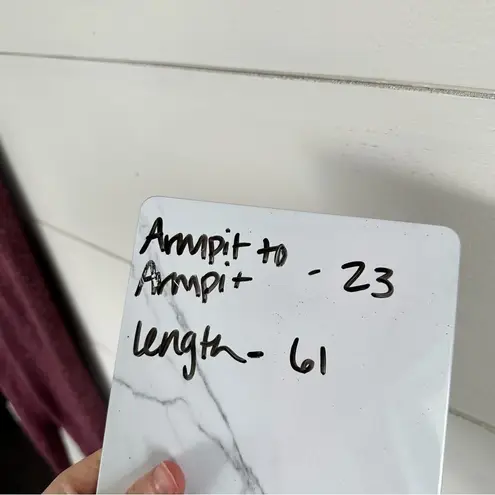 Armpit to
Armpit - 23
Length - 61